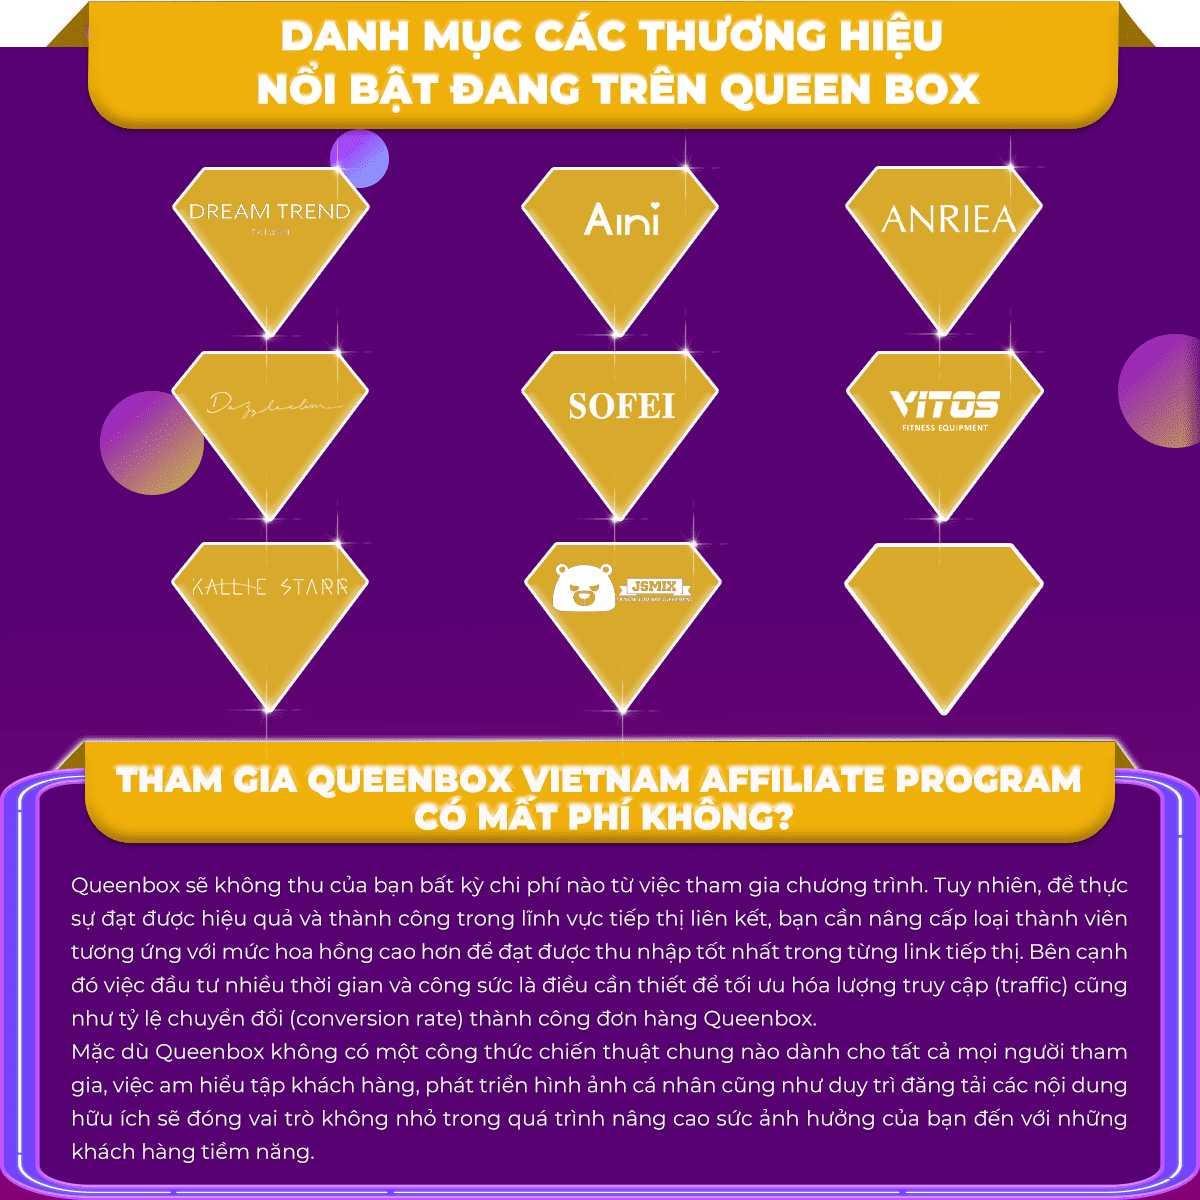 DANH MỤC CÁC THƯƠNG HIỆU
NỔI BẬT ĐANG TRÊN QUEEN BOX
DREAM TREND
TAIWAN
Aini
ANRIEA
SOFEI
VITOS
FITNESS EQUIPMENT
KALLIE STARR
JSMIX
THAM GIA QUEENBOX VIETNAM AFFILIATE PROGRAM
CÓ MẤT PHÍ KHÔNG?
Queenbox sẽ không thu của bạn bất kỳ chi phí nào từ việc tham gia chương trình. Tuy nhiên, để thực
sự đạt được hiệu quả và thành công trong lĩnh vực tiếp thị liên kết, bạn cần nâng cấp loại thành viên
tương ứng với mức hoa hồng cao hơn để đạt được thu nhập tốt nhất trong từng link tiếp thị. Bên cạnh
đó việc đầu tư nhiều thời gian và công sức là điều cần thiết để tối ưu hóa lượng truy cập (traffic) cũng
như tỷ lệ chuyển đổi (conversion rate) thành công đơn hàng Queenbox.
Mặc dù Queenbox không có một công thức chiến thuật chung nào dành cho tất cả mọi người tham
gia, việc am hiểu tập khách hàng, phát triển hình ảnh cá nhân cũng như duy trì đăng tải các nội dung
hữu ích sẽ đóng vai trò không nhỏ trong quá trình nâng cao sức ảnh hưởng của bạn đến với những
khách hàng tiềm năng.